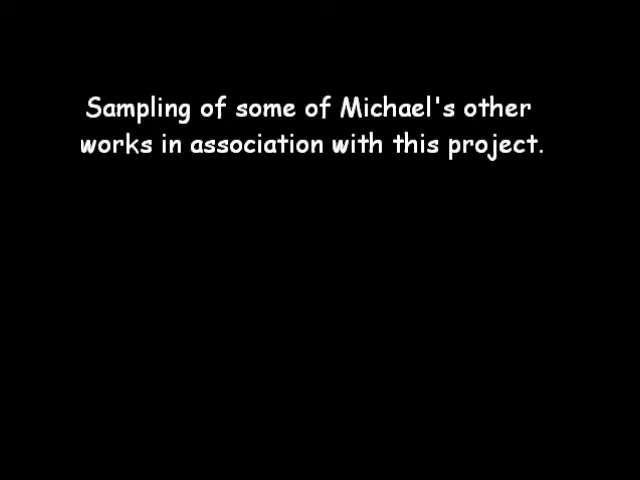 Sampling of some of Michael's other
works in association with this project.